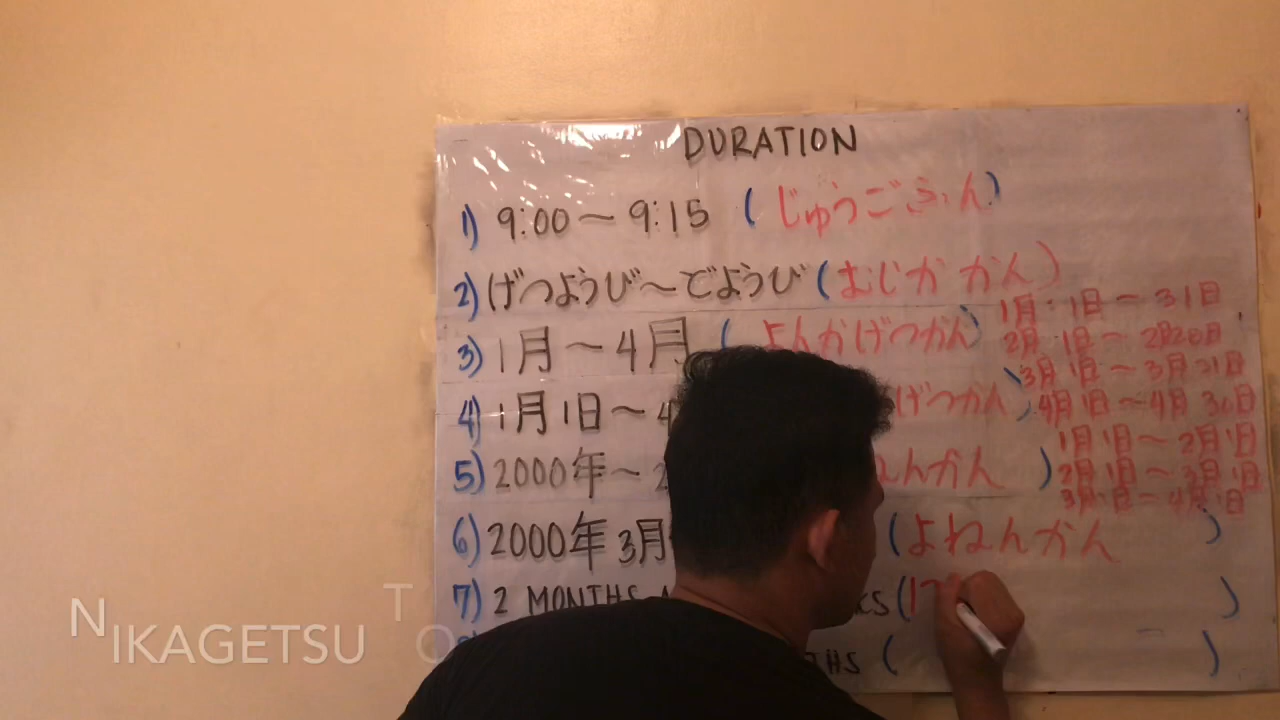 DURATION
1) 9:00 ~ 9:15 (じゅうごふん)
2) げつようび~どようび (むじか かん)
3) 1月 ~ 4月 (よんかげつかん)
1月 1日 ~ 31日
2月 1日 ~ 2月20日
3月 1日 ~ 3月31日
4) 1月1日 ~ 4 げつかん)
4月1日 ~ 4月30日
1月1日 ~ 2月1日
5) 2000年 ~ 2 ねんかん )
2月1日 ~ 3月1日
3月1日 ~ 4月1日
6) 2000年 3月 (よねんかん )
7) 2 MONTHS ( )
( )
NIKAGETSU TO